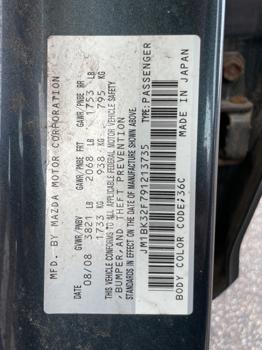 MFD. BY MAZDA MOTOR CORPORATION
GVWR/PNBV GAWR/PNBE FRT GAWR/PNBE RR
08/08 3821 LB 2068 LB 1753 LB
1733 KG 938 KG 795 KG
THIS VEHICLE CONFORMS TO ALL APPLICABLE FEDERAL MOTOR VEHICLE SAFETY
, BUMPER, AND THEFT PREVENTION
STANDARDS IN EFFECT ON THE DATE OF MANUFACTURE SHOWN ABOVE.
JM1BK32F791213735 TYPE:PASSENGER
BODY COLOR CODE:36C MADE IN JAPAN